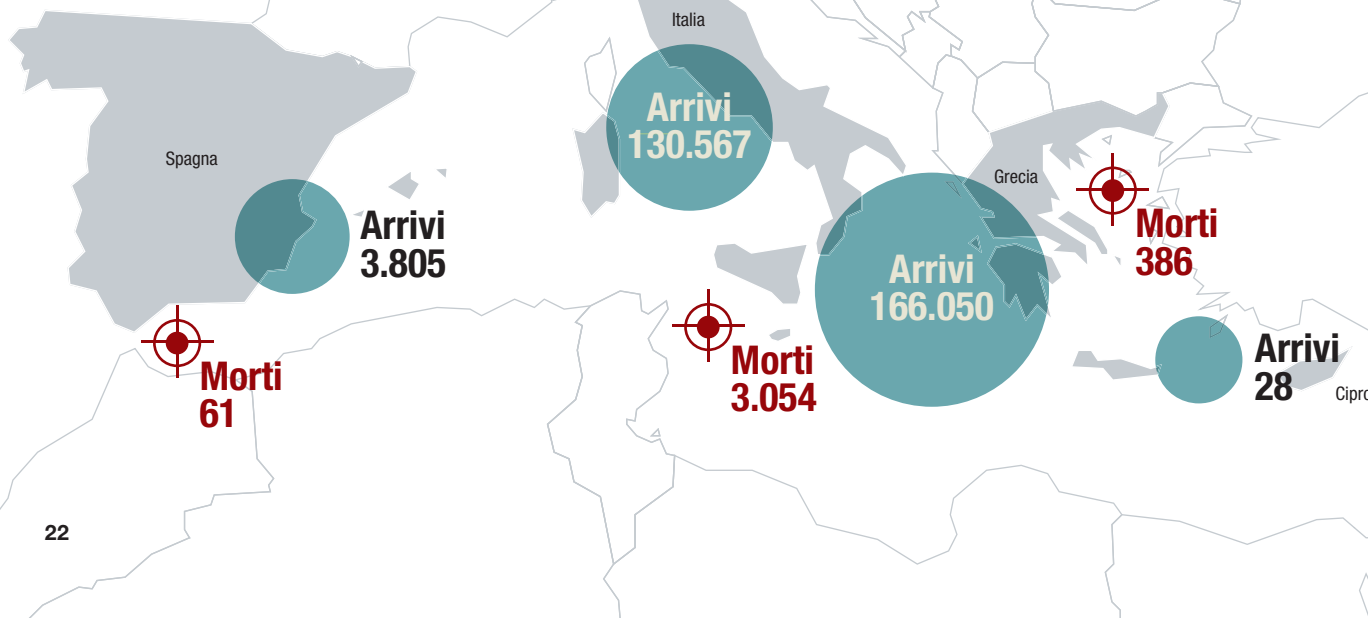 Italia
Arrivi
130.567
Spagna
Grecia
Arrivi
3.805
Morti
386
Arrivi
166.050
Morti
61
Morti
3.054
Arrivi
28
Cipro
22